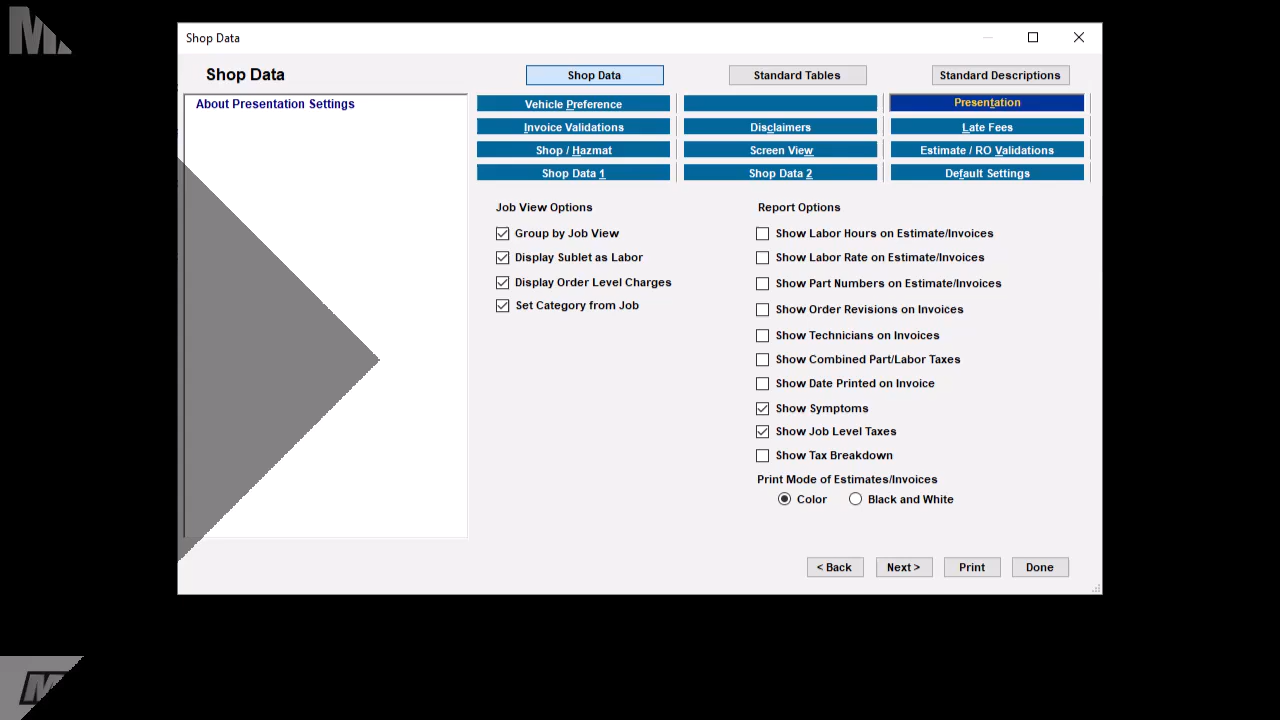 Shop Data
Shop Data
Shop Data
Standard Tables
Standard Descriptions
About Presentation Settings
Vehicle Preference
Presentation
Invoice Validations
Disclaimers
Late Fees
Shop / Hazmat
Screen View
Estimate / RO Validations
Shop Data 1
Shop Data 2
Default Settings
Job View Options
Group by Job View
Display Sublet as Labor
Display Order Level Charges
Set Category from Job
Report Options
Show Labor Hours on Estimate/Invoices
Show Labor Rate on Estimate/Invoices
Show Part Numbers on Estimate/Invoices
Show Order Revisions on Invoices
Show Technicians on Invoices
Show Combined Part/Labor Taxes
Show Date Printed on Invoice
Show Symptoms
Show Job Level Taxes
Show Tax Breakdown
Print Mode of Estimates/Invoices
Color
Black and White
< Back
Next >
Print
Done